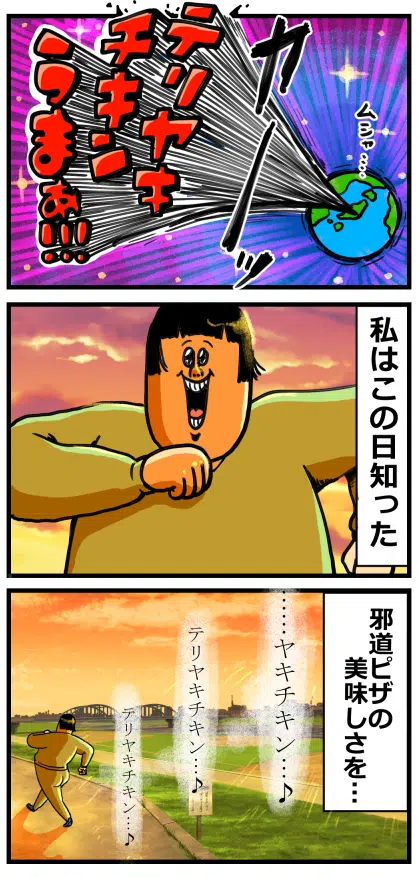 カーーッ
ムシャ…
テリヤキ
チキン
うまぁ!!!
私はこの日知った
邪道ピザの
美味しさを…
……ヤキチキン…♪
テリヤキチキン…♪
テリヤキチキン…♪